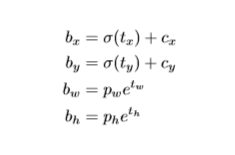 b_x = σ(t_x) + c_x
b_y = σ(t_y) + c_y
b_w = p_w e^{t_w}
b_h = p_h e^{t_h}